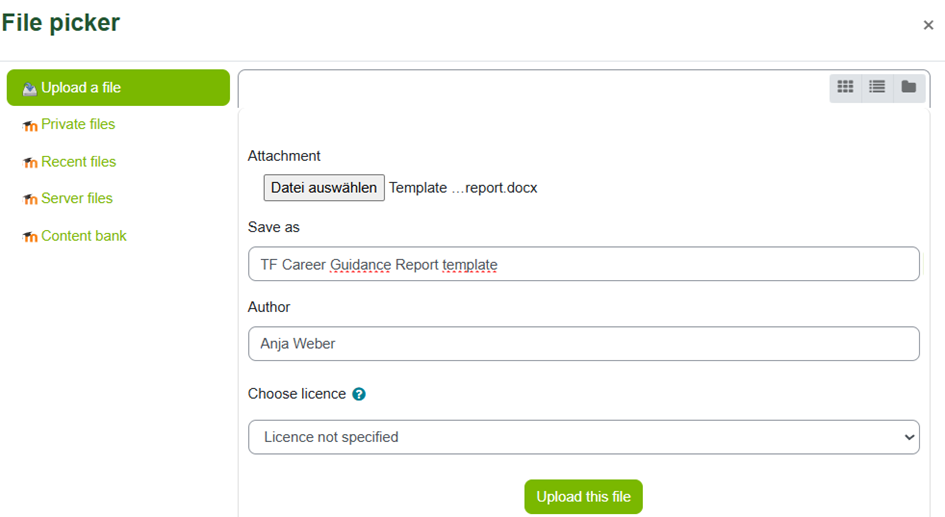 File picker
×
Upload a file
Private files
Recent files
Server files
Content bank
Attachment
Datei auswählen Template ...report.docx
Save as
TF Career Guidance Report template
Author
Anja Weber
Choose licence ?
Licence not specified
Upload this file